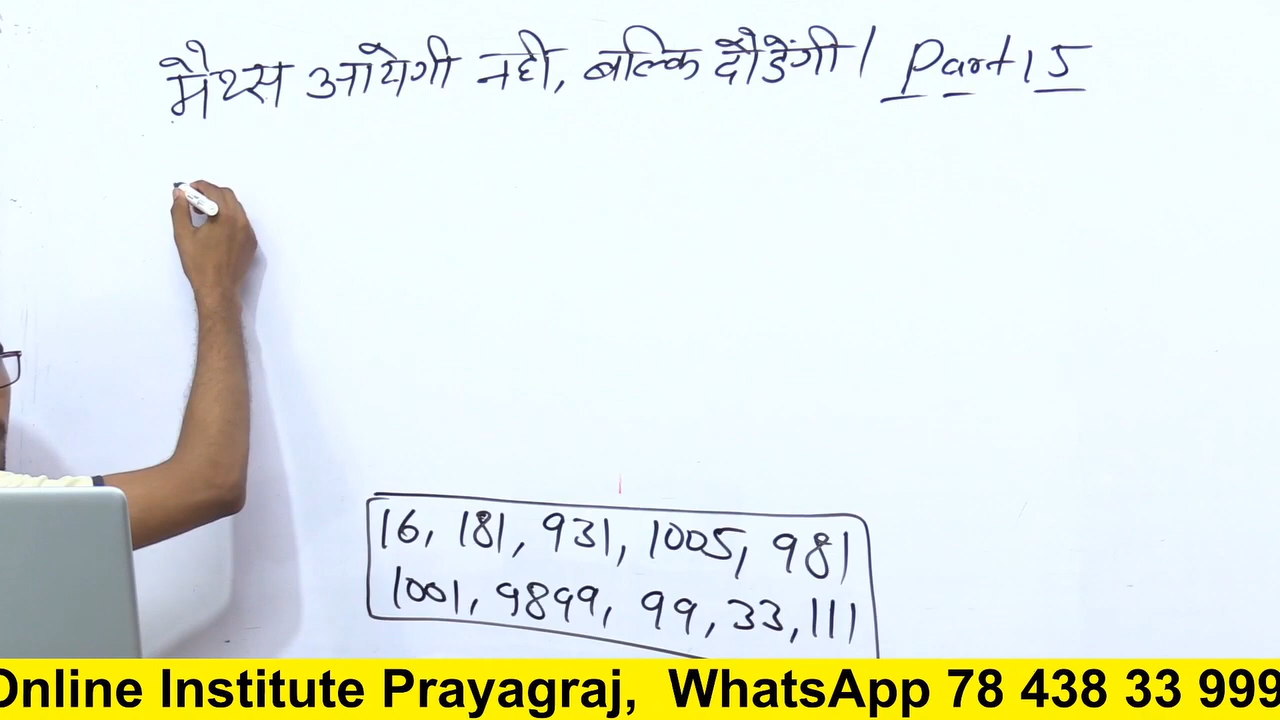 मैथ्स आयेगी नही, बल्कि दौडेंगी। Part 15
16, 181, 931, 1005, 981
1001, 9899, 99, 33, 111
Online Institute Prayagraj, WhatsApp 78 438 33 999